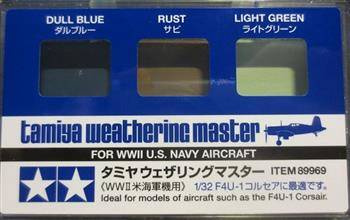 DULL BLUE RUST LIGHT GREEN
ダルブルー サビ ライトグリーン
tamiya weathering master
FOR WWII U.S. NAVY AIRCRAFT
タミヤウェザリングマスター ITEM 89969
〈WWⅡ米海軍機用〉 1/32 F4U-1コルセアに最適です。
Ideal for models of aircraft such as the F4U-1 Corsair.